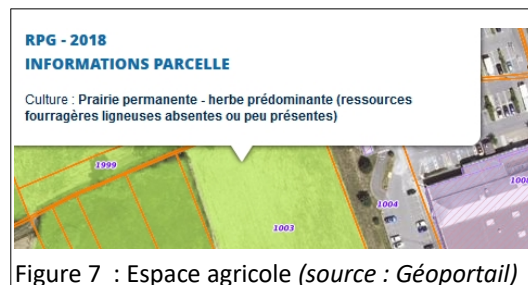 RPG - 2018
INFORMATIONS PARCELLE
Culture : Prairie permanente - herbe prédominante (ressources
fourragères ligneuses absentes ou peu présentes)
1999
1003
1004
Figure 7 : Espace agricole (source : Géoportail)